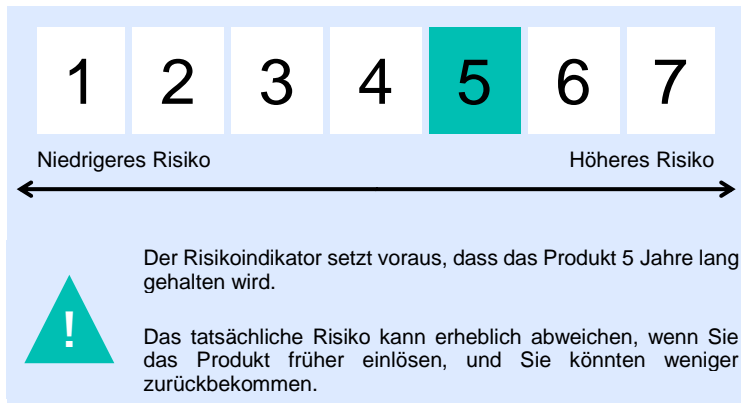 1 2 3 4 5 6 7
Niedrigeres Risiko Höheres Risiko
Der Risikoindikator setzt voraus, dass das Produkt 5 Jahre lang
gehalten wird.
!
Das tatsächliche Risiko kann erheblich abweichen, wenn Sie
das Produkt früher einlösen, und Sie könnten weniger
zurückbekommen.